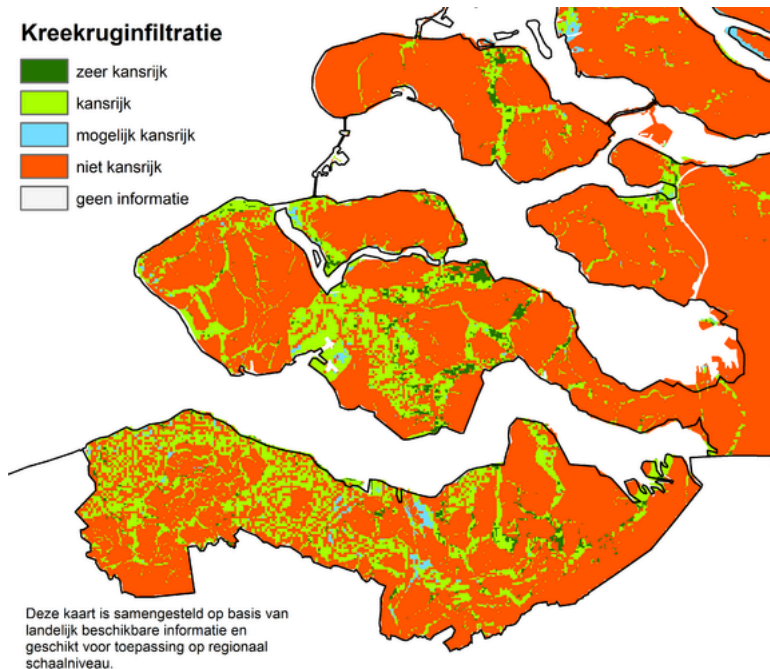 Kreekruginfiltratie
zeer kansrijk
kansrijk
mogelijk kansrijk
niet kansrijk
geen informatie
Deze kaart is samengesteld op basis van
landelijk beschikbare informatie en
geschikt voor toepassing op regionaal
schaalniveau.